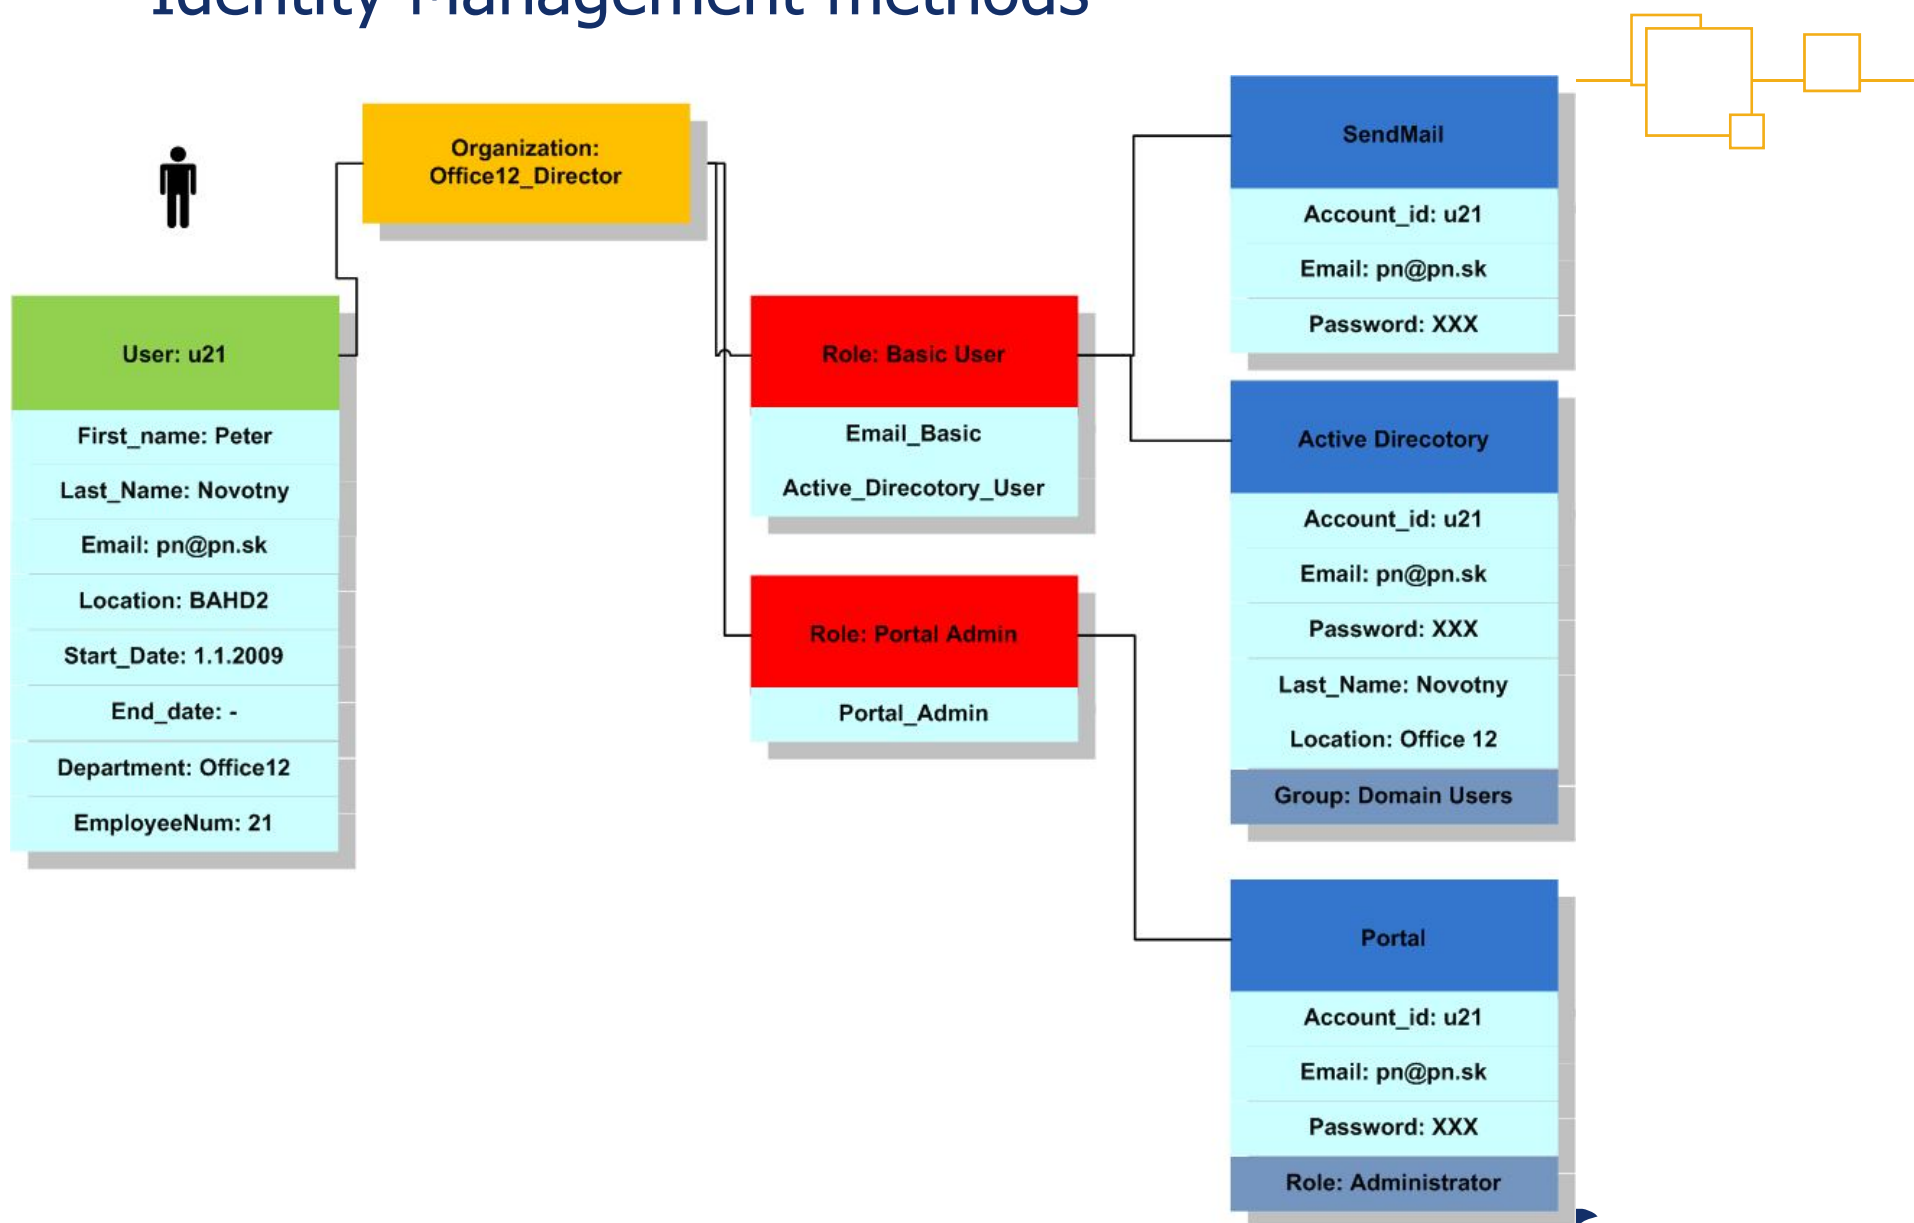 Identity Management methods
Organization:
Office12_Director
User: u21
First_name: Peter
Last_Name: Novotny
Email: pn@pn.sk
Location: BAHD2
Start_Date: 1.1.2009
End_date: -
Department: Office12
EmployeeNum: 21
Role: Basic User
Email_Basic
Active_Direcotory_User
Role: Portal Admin
Portal_Admin
SendMail
Account_id: u21
Email: pn@pn.sk
Password: XXX
Active Direcotory
Account_id: u21
Email: pn@pn.sk
Password: XXX
Last_Name: Novotny
Location: Office 12
Group: Domain Users
Portal
Account_id: u21
Email: pn@pn.sk
Password: XXX
Role: Administrator